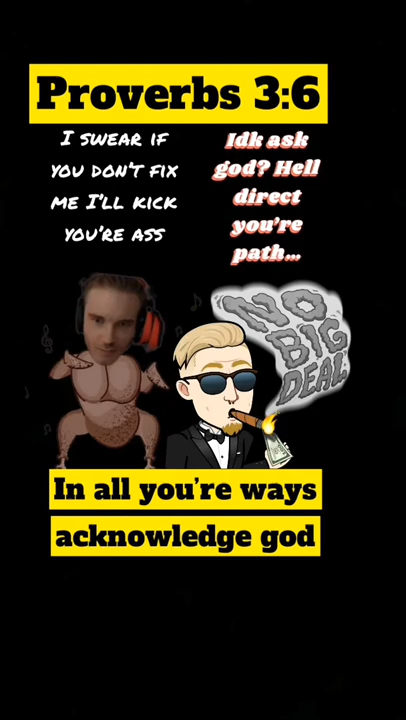 Proverbs 3:6
I swear if
you don't fix
me I'll kick
you're ass
Idk ask
god? Hell
direct
you're
path...
NO
BIG
DEAL
In all you're ways
acknowledge god